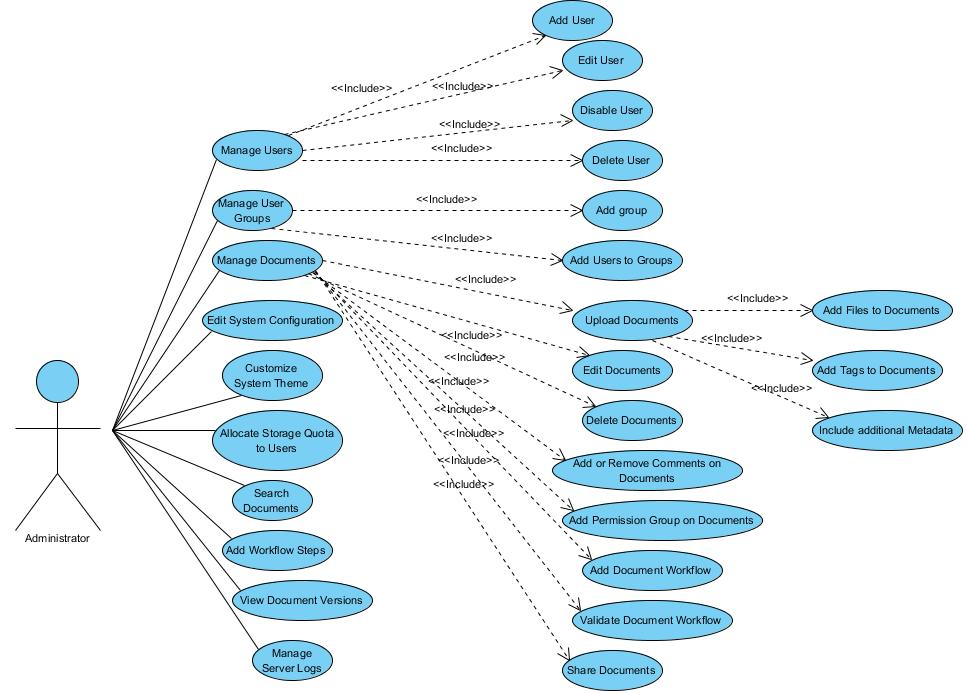 Add User
Edit User
<<Include>>
<<Include>>
Disable User
<<Include>>
Manage Users
<<Include>>
Delete User
Manage User
Groups
<<Include>>
Add group
<<Include>>
Manage Documents
Add Users to Groups
<<Include>>
<<Include>>
Edit System Configuration
Upload Documents
Add Files to Documents
<<Include>>
<<Include>>
<<Include>>
Customize
System Theme
Edit Documents
Add Tags to Documents
<<Include>>
<<Include>>
<<Include>>
Allocate Storage Quota
to Users
Delete Documents
Include additional Metadata
<<Include>>
<<Include>>
Add or Remove Comments on
Documents
<<Include>>
Search
Documents
Add Permission Group on Documents
Administrator
Add Workflow Steps
Add Document Workflow
View Document Versions
Validate Document Workflow
Manage
Server Logs
Share Documents